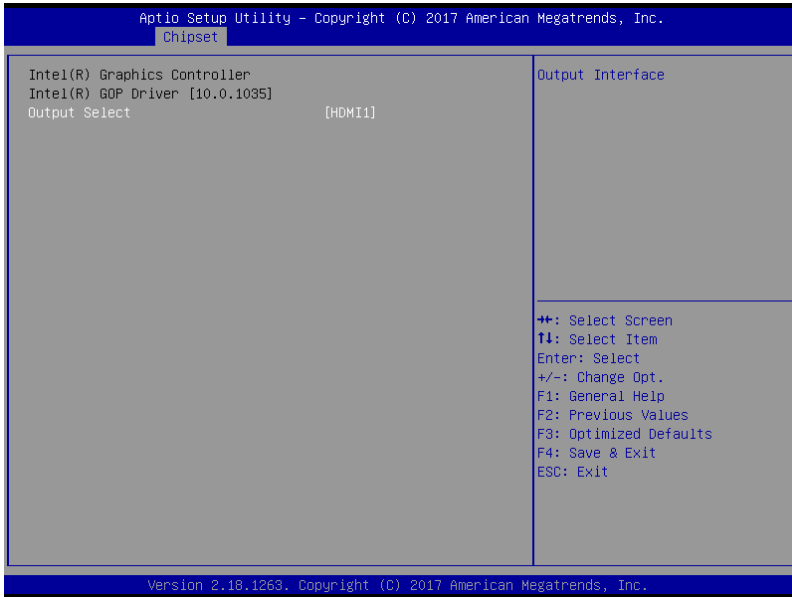 Aptio Setup Utility – Copyright (C) 2017 American Megatrends, Inc.
Chipset
Intel(R) Graphics Controller
Intel(R) GOP Driver [10.0.1035]
Output Select [HDMI1]
Output Interface
→←: Select Screen
↑↓: Select Item
Enter: Select
+/-: Change Opt.
F1: General Help
F2: Previous Values
F3: Optimized Defaults
F4: Save & Exit
ESC: Exit
Version 2.18.1263. Copyright (C) 2017 American Megatrends, Inc.